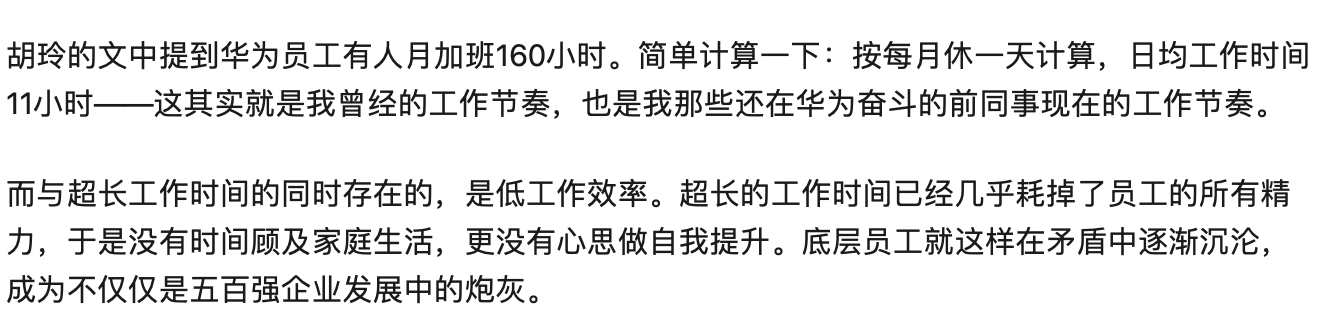 胡玲的文中提到华为员工有人月加班160小时。简单计算一下：按每月休一天计算，日均工作时间
11小时——这其实就是我曾经的工作节奏，也是我那些还在华为奋斗的前同事现在的工作节奏。
而与超长工作时间的同时存在的，是低工作效率。超长的工作时间已经几乎耗掉了员工的所有精
力，于是没有时间顾及家庭生活，更没有心思做自我提升。底层员工就这样在矛盾中逐渐沉沦，
成为不仅仅是五百强企业发展中的炮灰。